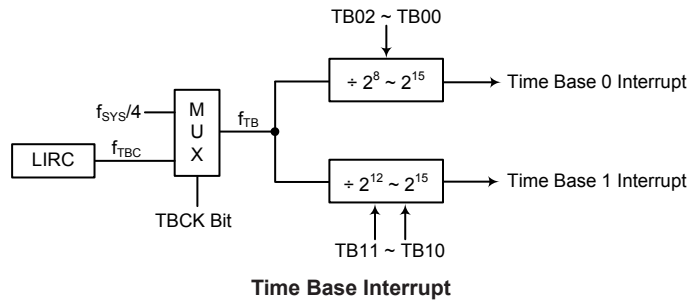 TB02 ~ TB00
÷ 2⁸ ~ 2¹⁵
Time Base 0 Interrupt
fSYS/4
M
U
X
fTB
LIRC
fTBC
÷ 2¹² ~ 2¹⁵
Time Base 1 Interrupt
TBCK Bit
TB11 ~ TB10
Time Base Interrupt